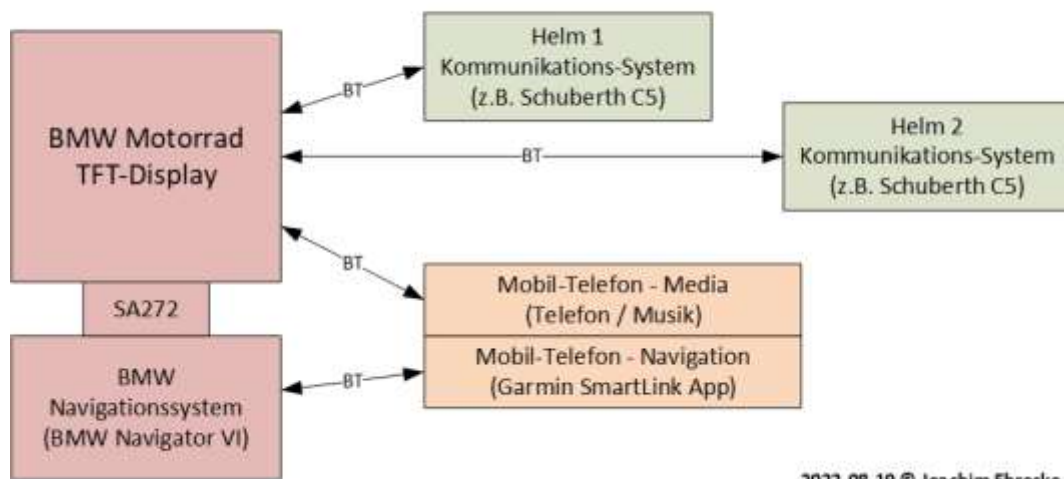 Helm 1
Kommunikations-System
(z.B. Schuberth C5)
BT
BMW Motorrad
TFT-Display
BT
Helm 2
Kommunikations-System
(z.B. Schuberth C5)
BT
Mobil-Telefon - Media
(Telefon / Musik)
SA272
Mobil-Telefon - Navigation
(Garmin SmartLink App)
BT
BMW
Navigationssystem
(BMW Navigator VI)
Joachim